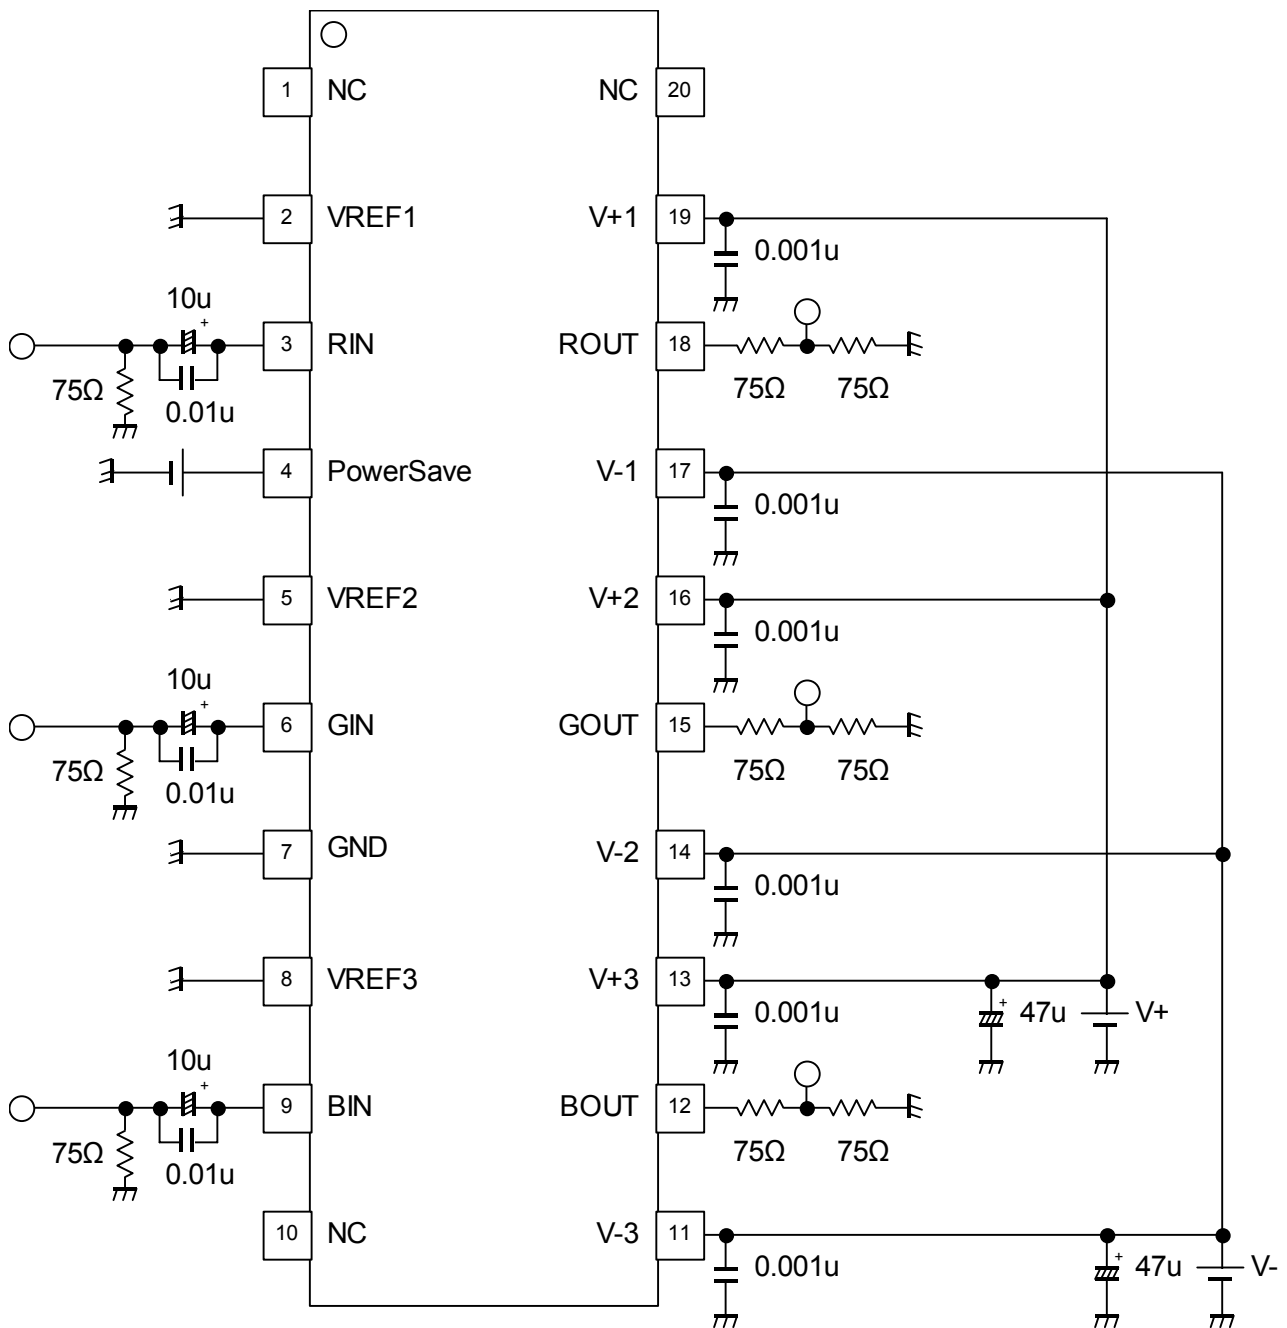 1 NC NC 20
2 VREF1 V+1 19
0.001u
10u
+
3 RIN ROUT 18
75Ω 0.01u 75Ω 75Ω
4 PowerSave V-1 17
0.001u
5 VREF2 V+2 16
0.001u
10u
+
6 GIN GOUT 15
75Ω 0.01u 75Ω 75Ω
7 GND V-2 14
0.001u
8 VREF3 V+3 13
0.001u + 47u V+
10u
+
9 BIN BOUT 12
75Ω 0.01u 75Ω 75Ω
10 NC V-3 11
0.001u + 47u V-